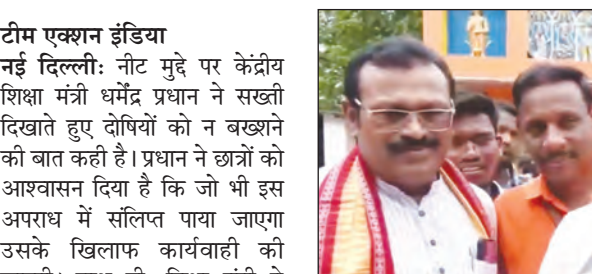 टीम एक्शन इंडिया
नई दिल्ली: नीट मुद्दे पर केंद्रीय
शिक्षा मंत्री धर्मेंद्र प्रधान ने सख्ती
दिखाते हुए दोषियों को न बख्शने
की बात कही है। प्रधान ने छात्रों को
आश्वासन दिया है कि जो भी इस
अपराध में संलिप्त पाया जाएगा
उसके खिलाफ कार्यवाही की